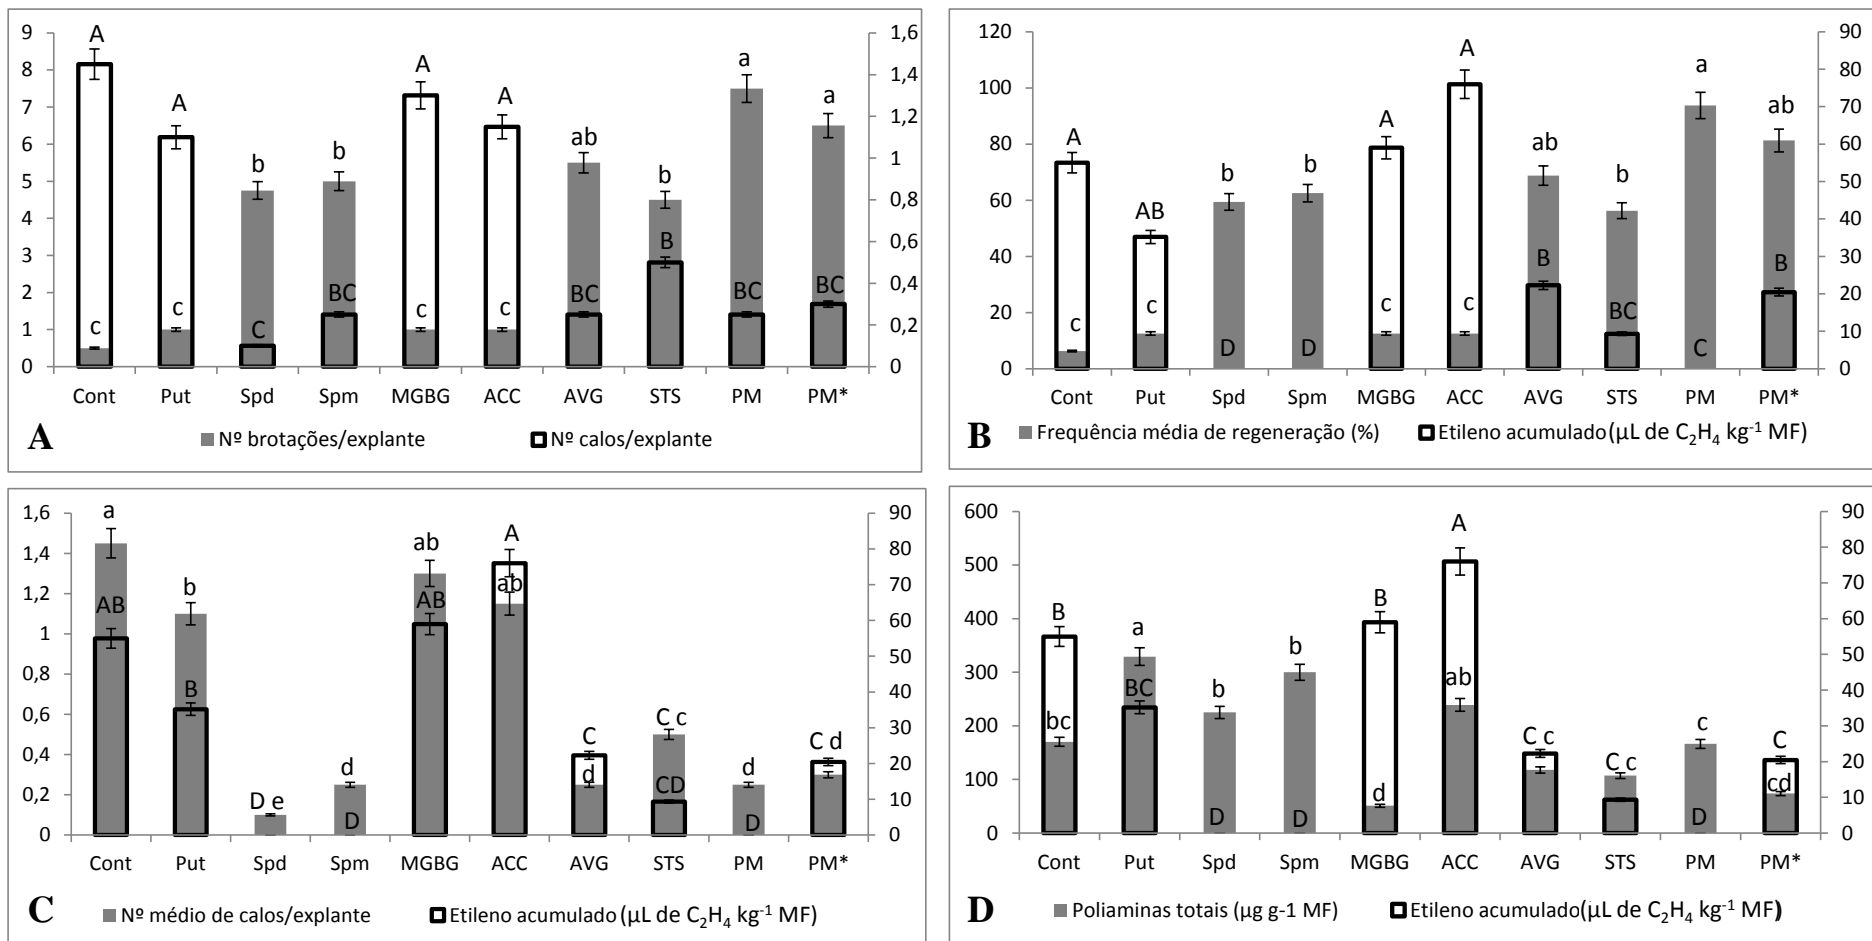 9
8
7
6
5
4
3
2
1
0
1,6
1,4
1,2
1
0,8
0,6
0,4
0,2
0
A
A
b
b
A
A
ab
b
a
a
c
c
C
BC
c
c
BC
B
BC
BC
Cont Put Spd Spm MGBG ACC AVG STS PM PM*
A
Nº brotações/explante Nº calos/explante
120
100
80
60
40
20
0
90
80
70
60
50
40
30
20
10
0
A
AB
b
b
A
A
ab
b
a
ab
c
c
D
D
c
c
B
BC
C
B
Cont Put Spd Spm MGBG ACC AVG STS PM PM*
B
Frequência média de regeneração (%) Etileno acumulado (µL de C₂H₄ kg⁻¹ MF)
1,6
1,4
1,2
1
0,8
0,6
0,4
0,2
0
90
80
70
60
50
40
30
20
10
0
a
AB
b
B
D e
d
D
ab
AB
A
ab
C
d
C c
CD
d
D
C d
Cont Put Spd Spm MGBG ACC AVG STS PM PM*
C
Nº médio de calos/explante Etileno acumulado (µL de C₂H₄ kg⁻¹ MF)
600
500
400
300
200
100
0
90
80
70
60
50
40
30
20
10
0
B
bc
a
BC
b
D
b
D
B
d
A
ab
C c
C c
c
D
C
cd
Cont Put Spd Spm MGBG ACC AVG STS PM PM*
D
Poliaminas totais (µg g-1 MF) Etileno acumulado(µL de C₂H₄ kg⁻¹ MF)